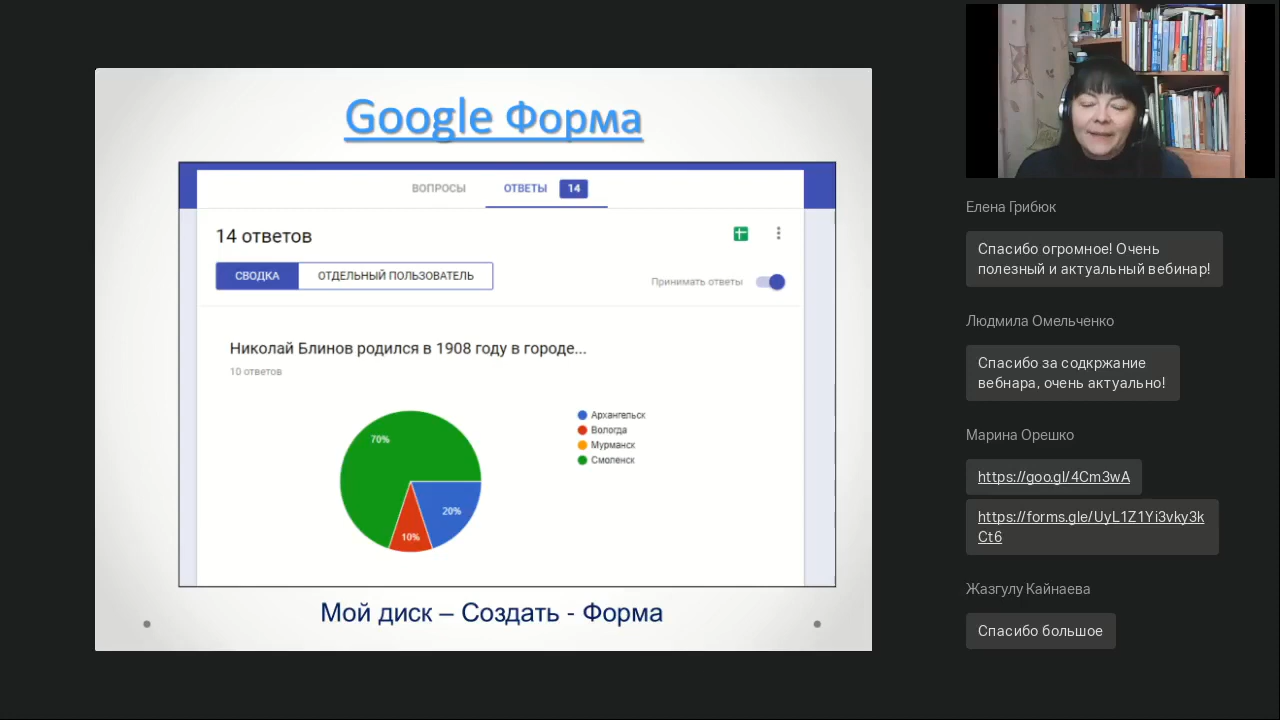 Google Форма
ВОПРОСЫ ОТВЕТЫ 14
14 ответов
СВОДКА ОТДЕЛЬНЫЙ ПОЛЬЗОВАТЕЛЬ
Принимать ответы
Николай Блинов родился в 1908 году в городе...
10 ответов
70%
20%
10%
Архангельск
Вологда
Мурманск
Смоленск
Мой диск – Создать - Форма
Елена Грибюк
Спасибо огромное! Очень
полезный и актуальный вебинар!
Людмила Омельченко
Спасибо за содкржание
вебнара, очень актуально!
Марина Орешко
https://goo.gl/4Cm3wA
https://forms.gle/UyL1Z1Yi3vky3k
Ct6
Жазгулу Кайнаева
Спасибо большое